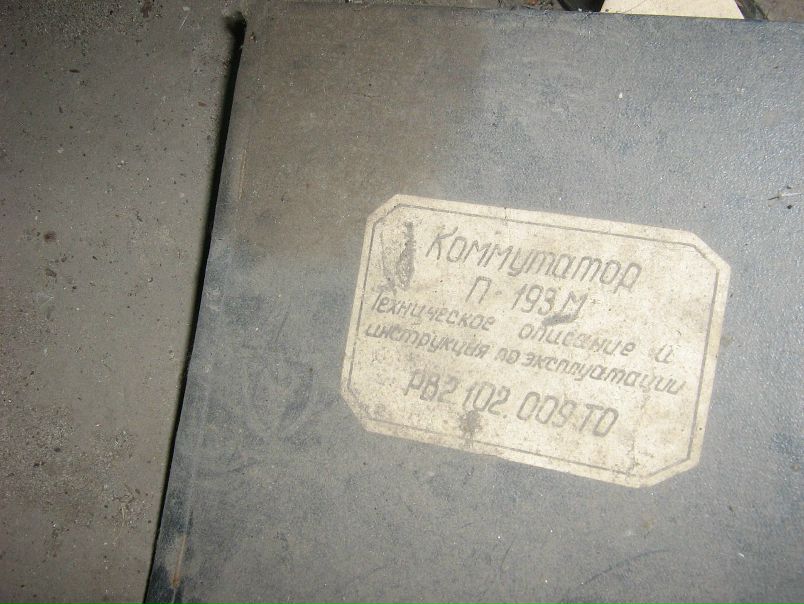 Коммутатор
П-193М
Техническое описание и
инструкция по эксплуатации
РВ2 102.009.ТО